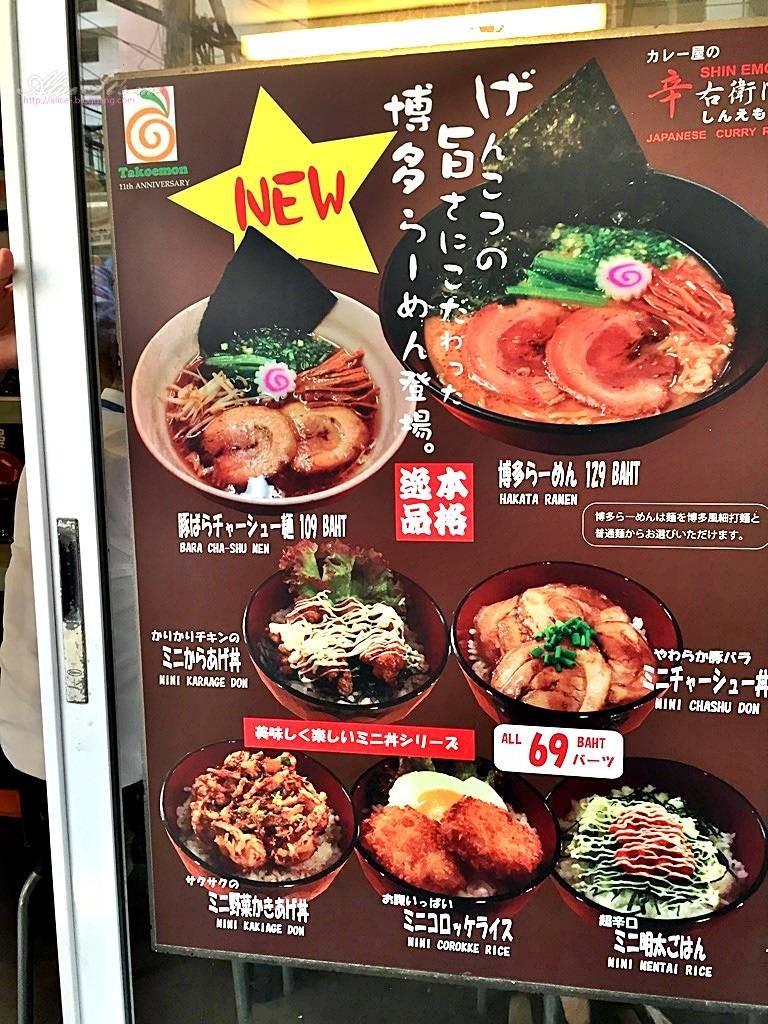 http://alice-.blushing.com
Takoemon
11th ANNIVERSARY
NEW
げんこつの
旨さにこだわった
博多らーめん登場。
カレー屋の
SHIN EMO
辛右衛門
しんえも
JAPANESE CURRY R
豚ばらチャーシュー麺 109 BAHT
BARA CHA-SHU MEN
本格
逸品
博多らーめん 129 BAHT
HAKATA RAMEN
博多らーめんは麺を博多風細打麺と
普通麺からお選びいただけます。
かりかりチキンの
ミニからあげ丼
MINI KARAAGE DON
やわらか豚バラ
ミニチャーシュー丼
MINI CHASHU DON
美味しく楽しいミニ丼シリーズ
ALL 69 BAHT
バーツ
サクサクの
ミニ野菜かきあげ丼
MINI KAKIAGE DON
お腹いっぱい
ミニコロッケライス
MINI COROKKE RICE
超辛口
ミニ明太ごはん
MINI MENTAI RICE